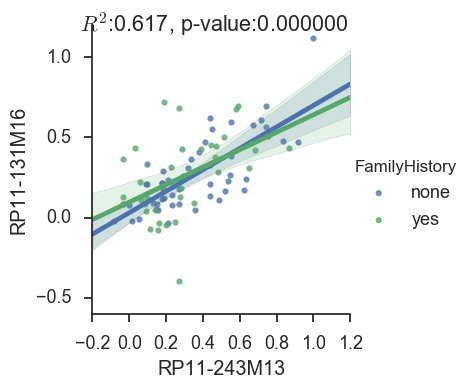 R²:0.617, p-value:0.000000
1.0
0.5
0.0
−0.5
RP11-131M16
−0.2 0.0 0.2 0.4 0.6 0.8 1.0 1.2
RP11-243M13
FamilyHistory
none
yes